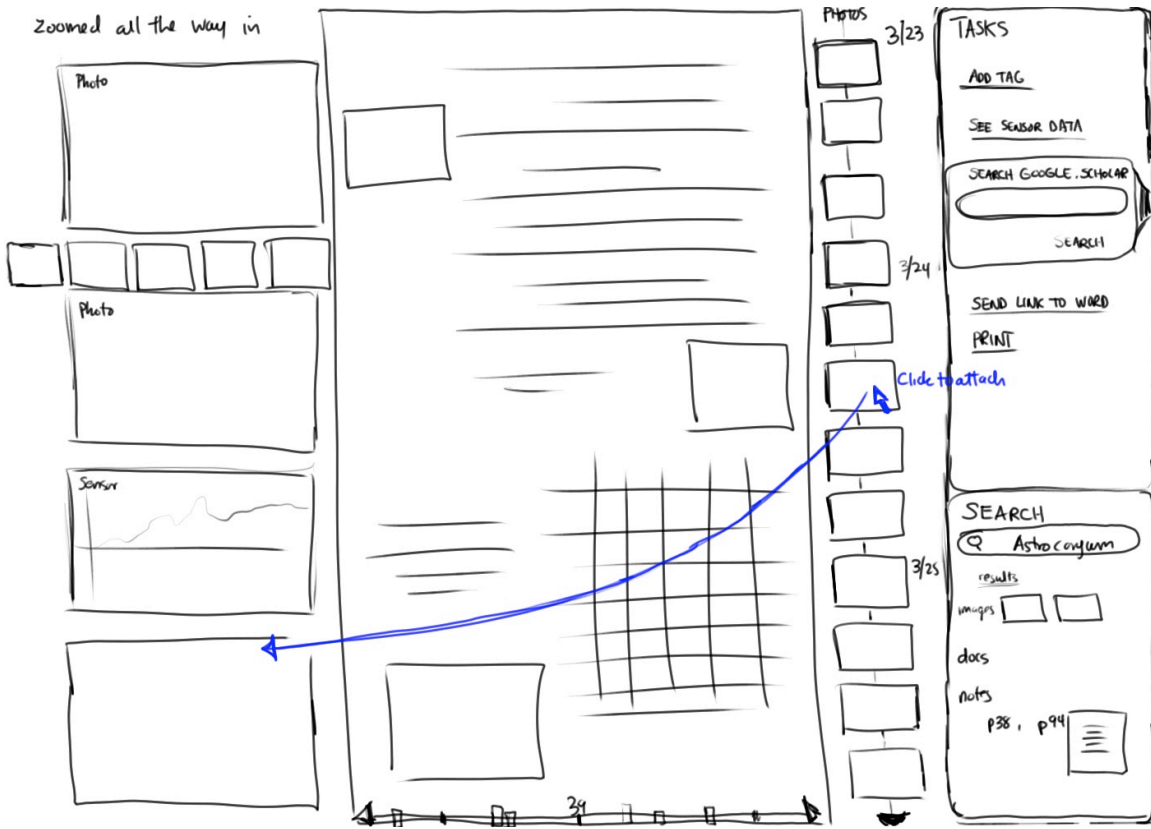 Zoomed all the way in
Photo
Photo
Sensor
39
PHOTOS
3/23
3/24
Click to attach
3/25
TASKS
ADD TAG
SEE SENSOR DATA
SEARCH GOOGLE.SCHOLAR
SEARCH
SEND LINK TO WORD
PRINT
SEARCH
Astrocaryum
results
images
docs
notes
p38, p94